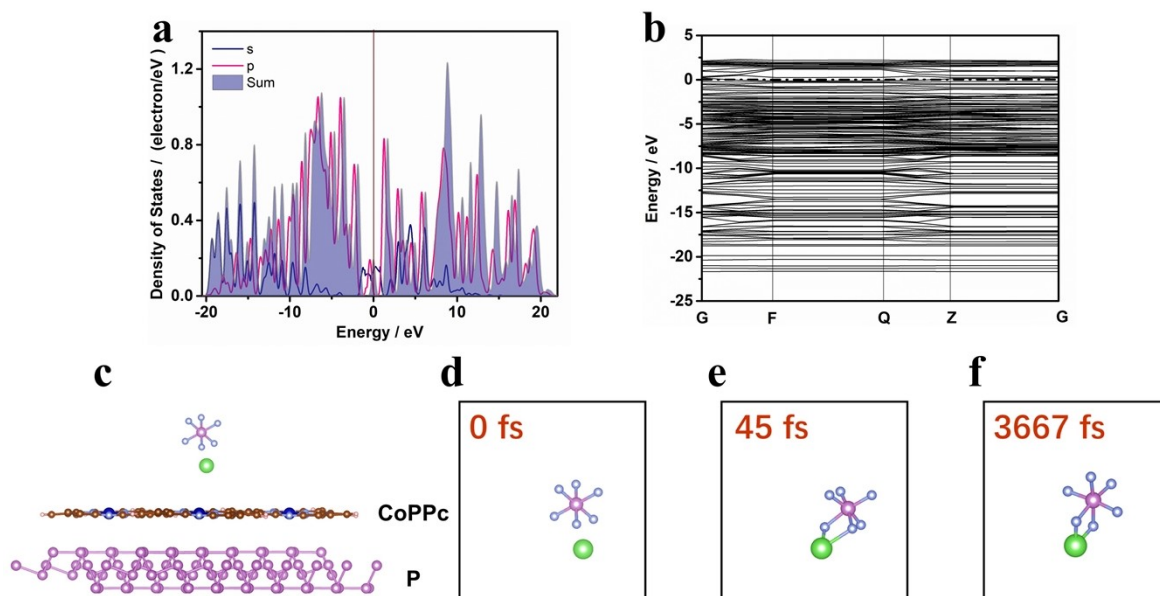 a
s
p
Sum
Density of States / (electron/eV)
1.2
0.8
0.4
0.0
-20
-10
0
10
20
Energy / eV
b
Energy / eV
5
0
-5
-10
-15
-20
-25
G
F
Q
Z
G
c
CoPPc
P
d
0 fs
e
45 fs
f
3667 fs